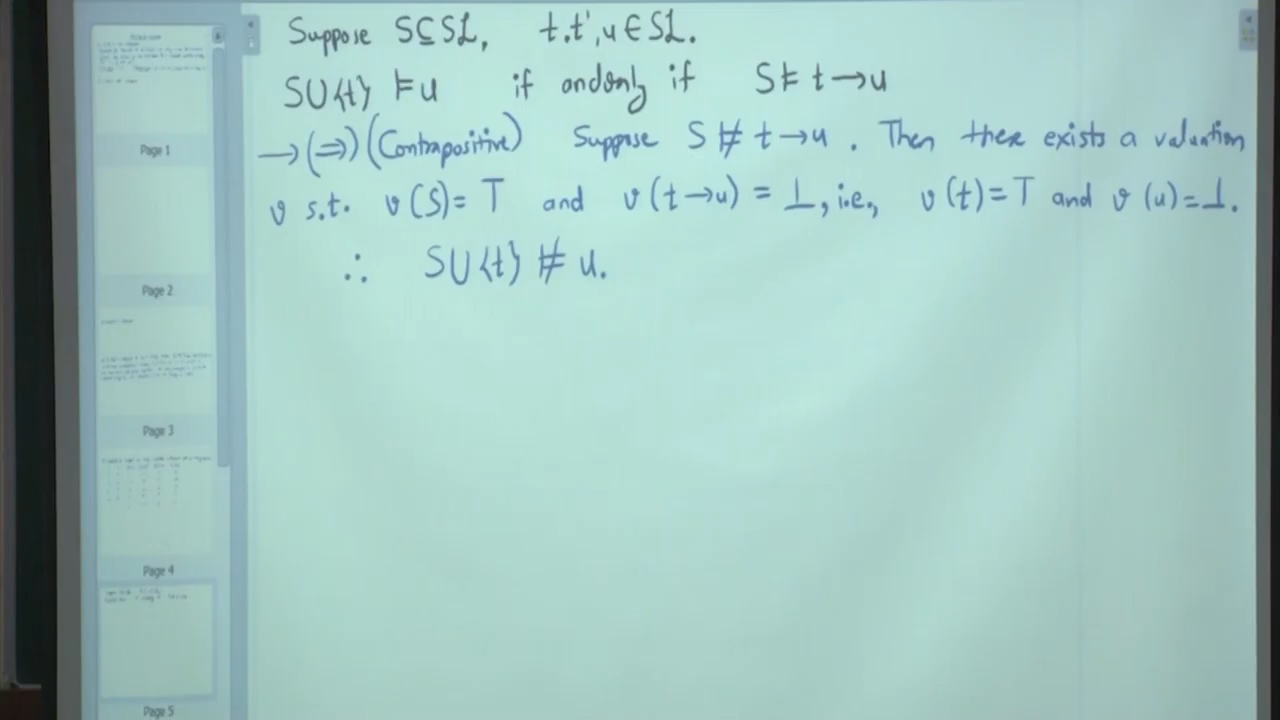 Suppose S⊆SL, t.t',u∈SL.
S∪{t} ⊨u if and only if S⊨ t→u
→(⇒)(Contrapositive) Suppose S⊭ t→u . Then there exists a valuation
v s.t. v(S)= T and v(t→u) = ⊥, i.e., v(t)=T and v(u)=⊥.
∴ S∪{t} ⊭ u.
Page 1
Page 2
Page 3
Page 4
Page 5